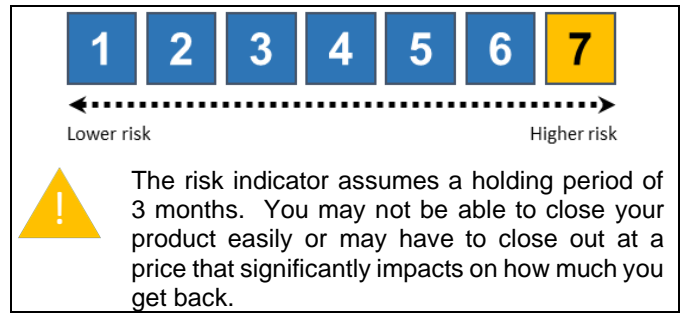 1 2 3 4 5 6 7
Lower risk Higher risk
! The risk indicator assumes a holding period of
3 months. You may not be able to close your
product easily or may have to close out at a
price that significantly impacts on how much you
get back.